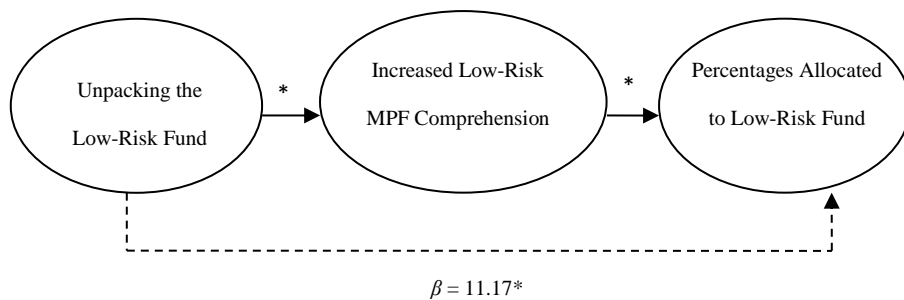 Unpacking the
Low-Risk Fund
*
Increased Low-Risk
MPF Comprehension
*
Percentages Allocated
to Low-Risk Fund
β = 11.17*